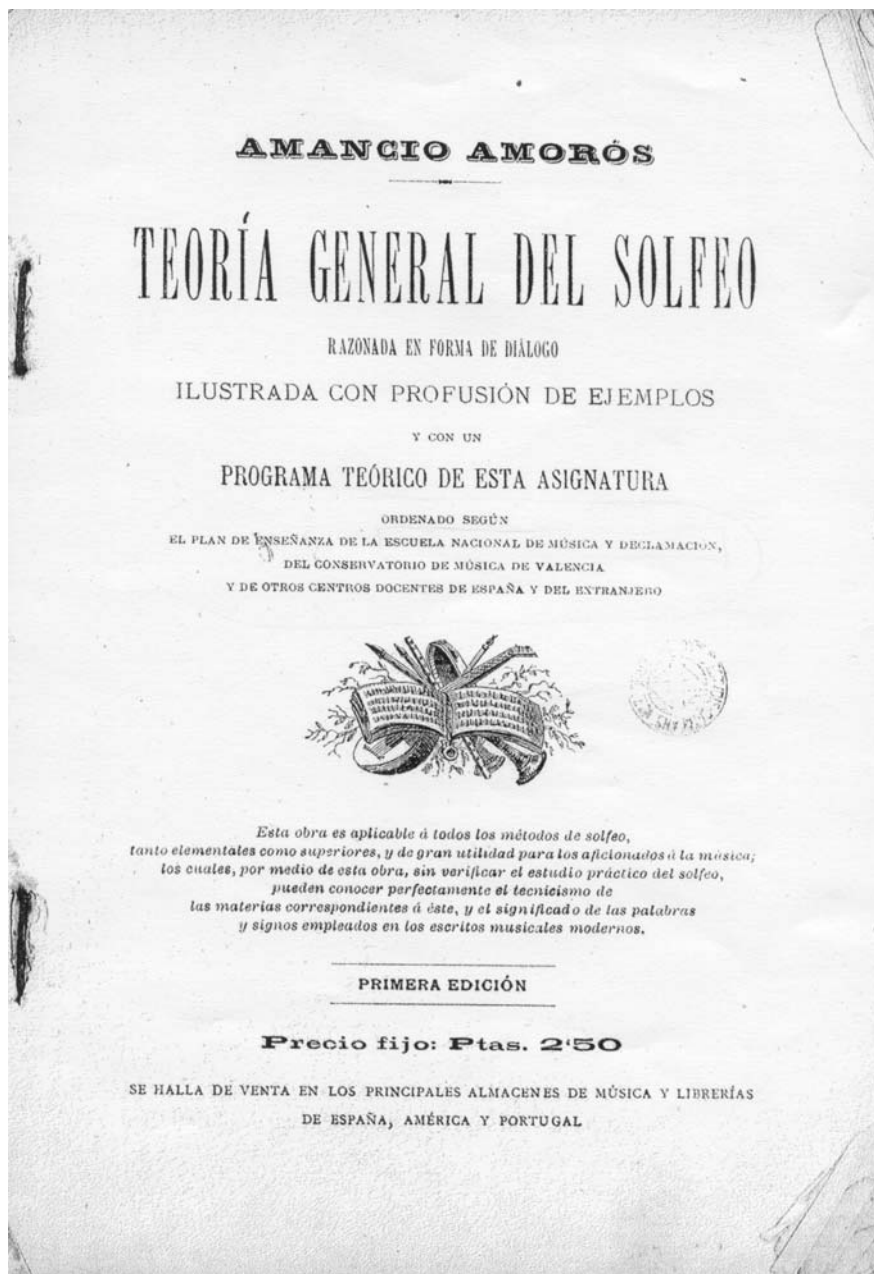 AMANCIO AMORÓS
TEORÍA GENERAL DEL SOLFEO
RAZONADA EN FORMA DE DIÁLOGO
ILUSTRADA CON PROFUSIÓN DE EJEMPLOS
Y CON UN
PROGRAMA TEÓRICO DE ESTA ASIGNATURA
ORDENADO SEGÚN
EL PLAN DE ENSEÑANZA DE LA ESCUELA NACIONAL DE MÚSICA Y DECLAMACIÓN,
DEL CONSERVATORIO DE MÚSICA DE VALENCIA
Y DE OTROS CENTROS DOCENTES DE ESPAÑA Y DEL EXTRANJERO
Esta obra es aplicable á todos los métodos de solfeo,
tanto elementales como superiores, y de gran utilidad para los aficionados á la música;
los cuales, por medio de esta obra, sin verificar el estudio práctico del solfeo,
pueden conocer perfectamente el tecnicismo de
las materias correspondientes á éste, y el significado de las palabras
y signos empleados en los escritos musicales modernos.
PRIMERA EDICIÓN
Precio fijo: Ptas. 2'50
SE HALLA DE VENTA EN LOS PRINCIPALES ALMACENES DE MÚSICA Y LIBRERÍAS
DE ESPAÑA, AMÉRICA Y PORTUGAL